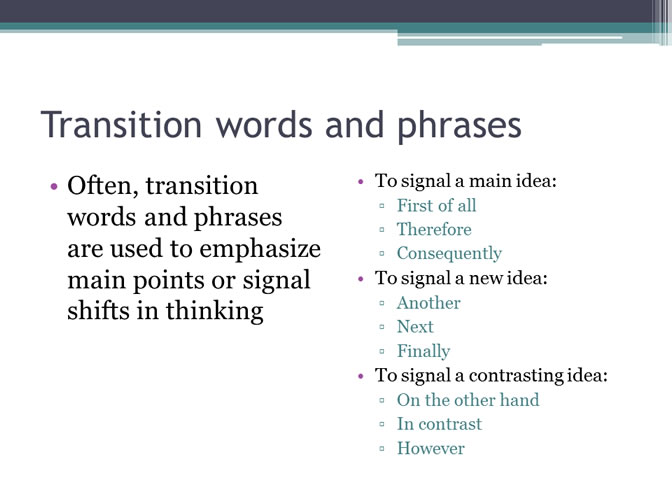 Transition words and phrases
• Often, transition
words and phrases
are used to emphasize
main points or signal
shifts in thinking
• To signal a main idea:
▫ First of all
▫ Therefore
▫ Consequently
• To signal a new idea:
▫ Another
▫ Next
▫ Finally
• To signal a contrasting idea:
▫ On the other hand
▫ In contrast
▫ However